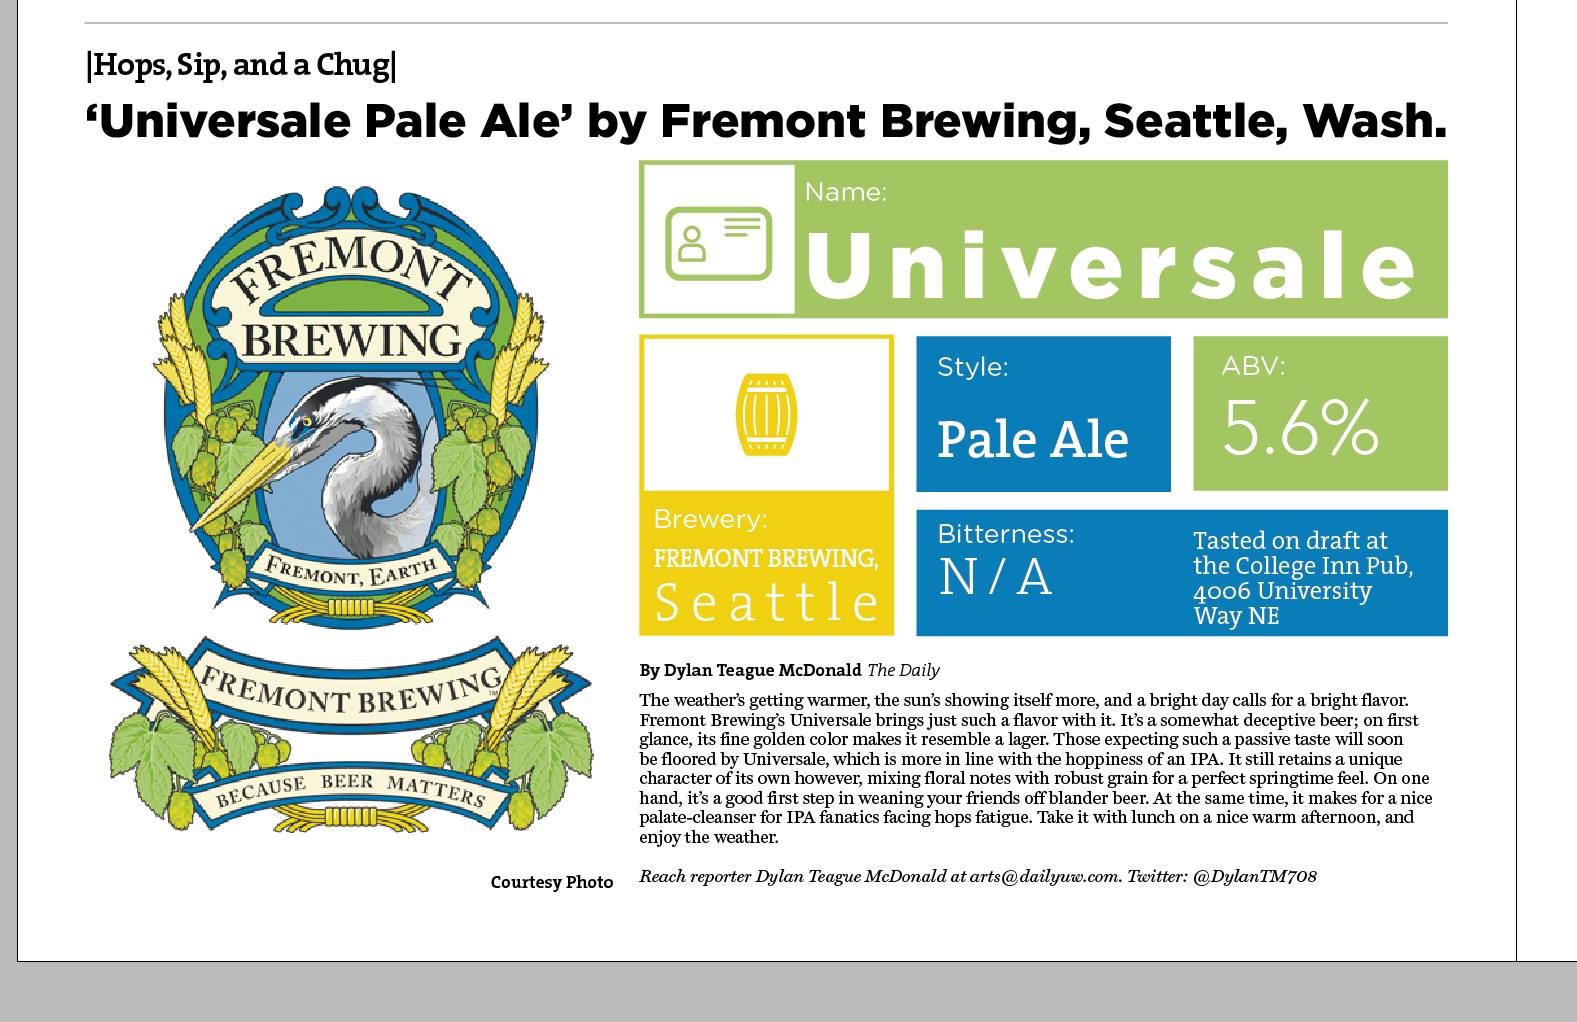 |Hops, Sip, and a Chug|
‘Universale Pale Ale’ by Fremont Brewing, Seattle, Wash.
FREMONT
BREWING
FREMONT, EARTH
FREMONT BREWING™
BECAUSE BEER MATTERS
Courtesy Photo
Name:
Universale
Brewery:
FREMONT BREWING,
Seattle
Style:
Pale Ale
ABV:
5.6%
Bitterness:
N/A
Tasted on draft at
the College Inn Pub,
4006 University
Way NE
By Dylan Teague McDonald The Daily
The weather’s getting warmer, the sun’s showing itself more, and a bright day calls for a bright flavor.
Fremont Brewing’s Universale brings just such a flavor with it. It’s a somewhat deceptive beer; on first
glance, its fine golden color makes it resemble a lager. Those expecting such a passive taste will soon
be floored by Universale, which is more in line with the hoppiness of an IPA. It still retains a unique
character of its own however, mixing floral notes with robust grain for a perfect springtime feel. On one
hand, it’s a good first step in weaning your friends off blander beer. At the same time, it makes for a nice
palate-cleanser for IPA fanatics facing hops fatigue. Take it with lunch on a nice warm afternoon, and
enjoy the weather.
Reach reporter Dylan Teague McDonald at arts@dailyuw.com. Twitter: @DylanTM708